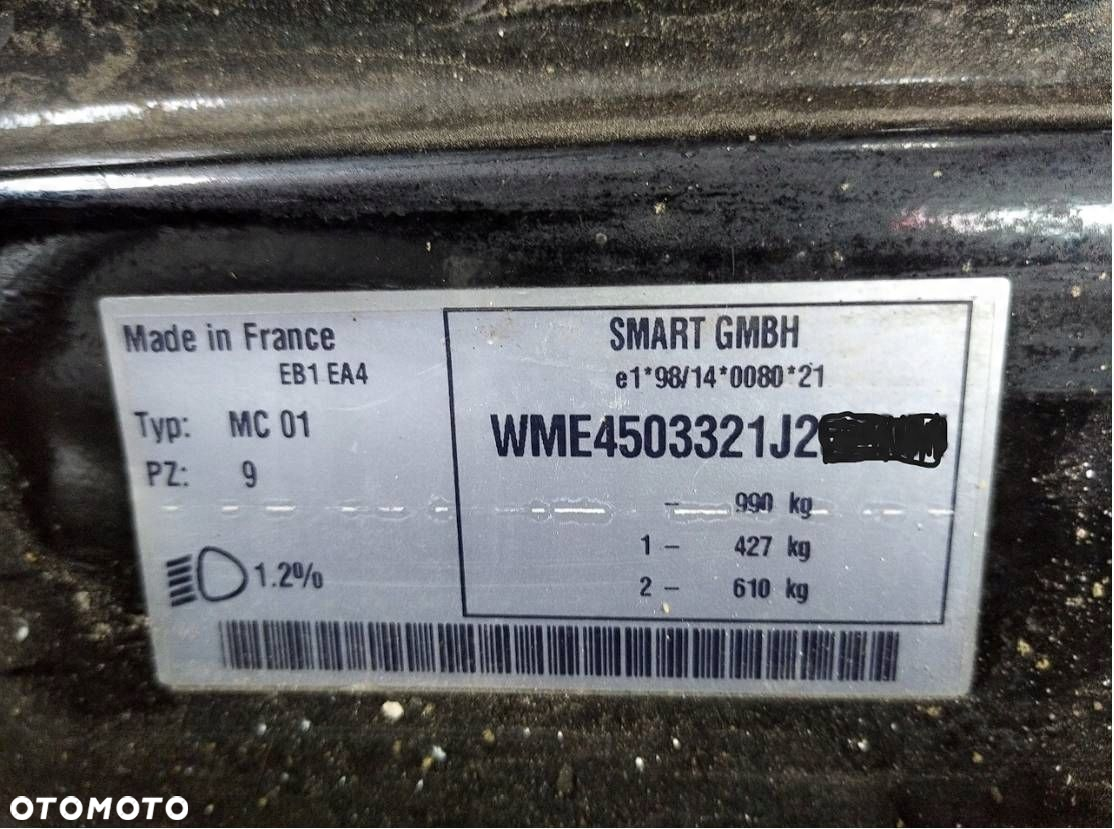 Made in France
EB1 EA4
Typ: MC 01
PZ: 9
1.2%
SMART GMBH
e1*98/14*0080*21
WME4503321J2
- 990 kg
1 - 427 kg
2 - 610 kg
OTOMOTO